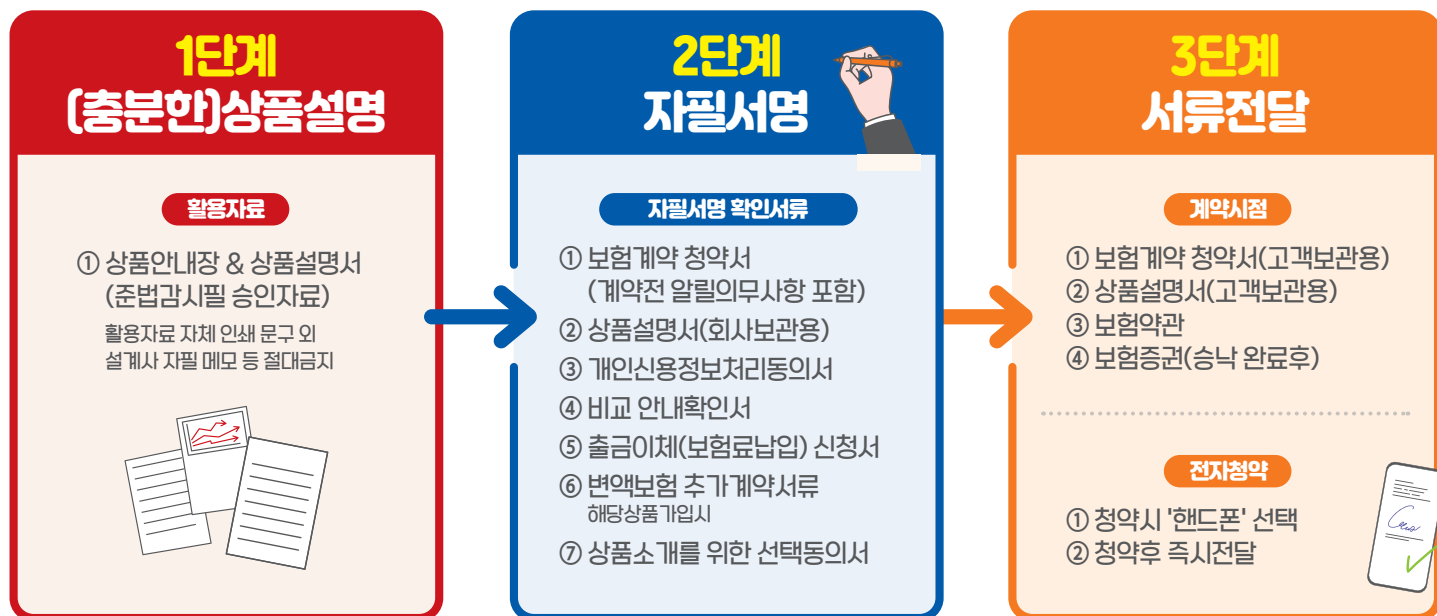 1단계
(충분한)상품설명
활용자료
① 상품안내장 & 상품설명서
(준법감시필 승인자료)
활용자료 자체 인쇄 문구 외
설계사 자필 메모 등 절대금지
2단계
자필서명
자필서명 확인서류
① 보험계약 청약서
(계약전 알릴의무사항 포함)
② 상품설명서(회사보관용)
③ 개인신용정보처리동의서
④ 비교 안내확인서
⑤ 출금이체(보험료납입) 신청서
⑥ 변액보험 추가계약서류
해당상품가입시
⑦ 상품소개를 위한 선택동의서
3단계
서류전달
계약시점
① 보험계약 청약서(고객보관용)
② 상품설명서(고객보관용)
③ 보험약관
④ 보험증권(승낙 완료후)
전자청약
① 청약시 '핸드폰' 선택
② 청약후 즉시전달